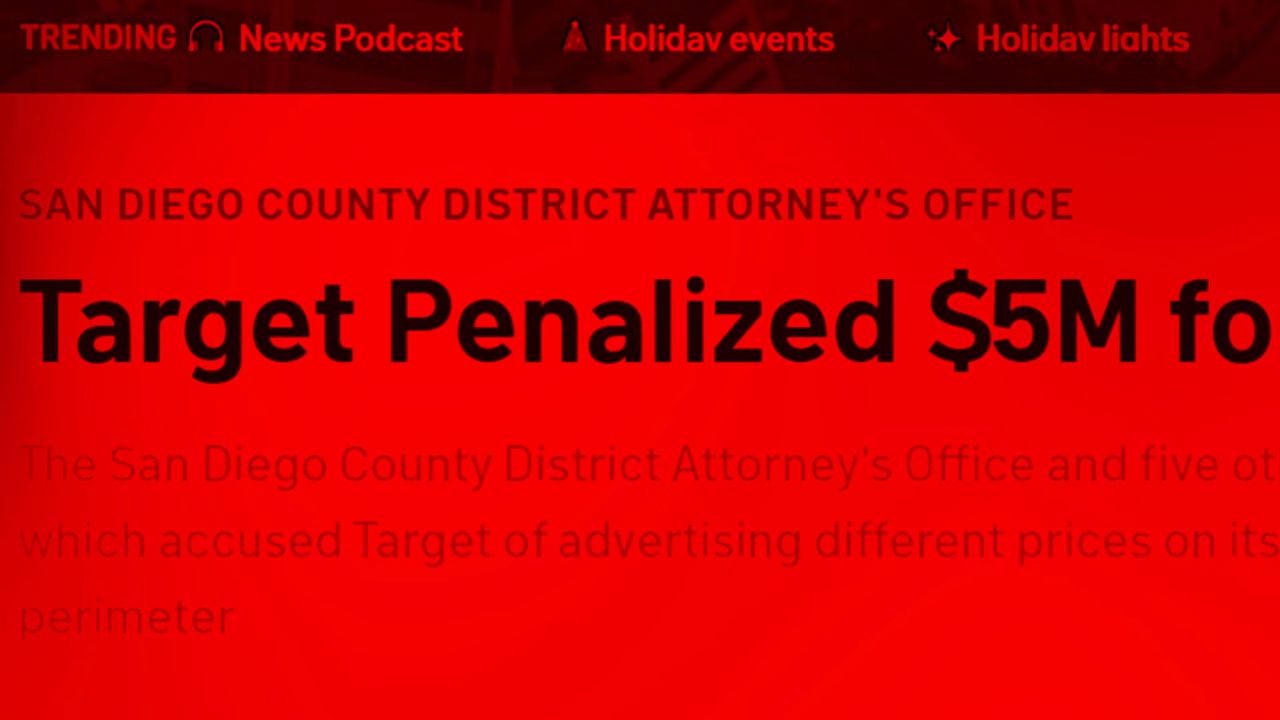 TRENDING News Podcast Holiday events Holiday lights
SAN DIEGO COUNTY DISTRICT ATTORNEY'S OFFICE
Target Penalized $5M fo
The San Diego County District Attorney's Office and five ot
which accused Target of advertising different prices on its
perimeter